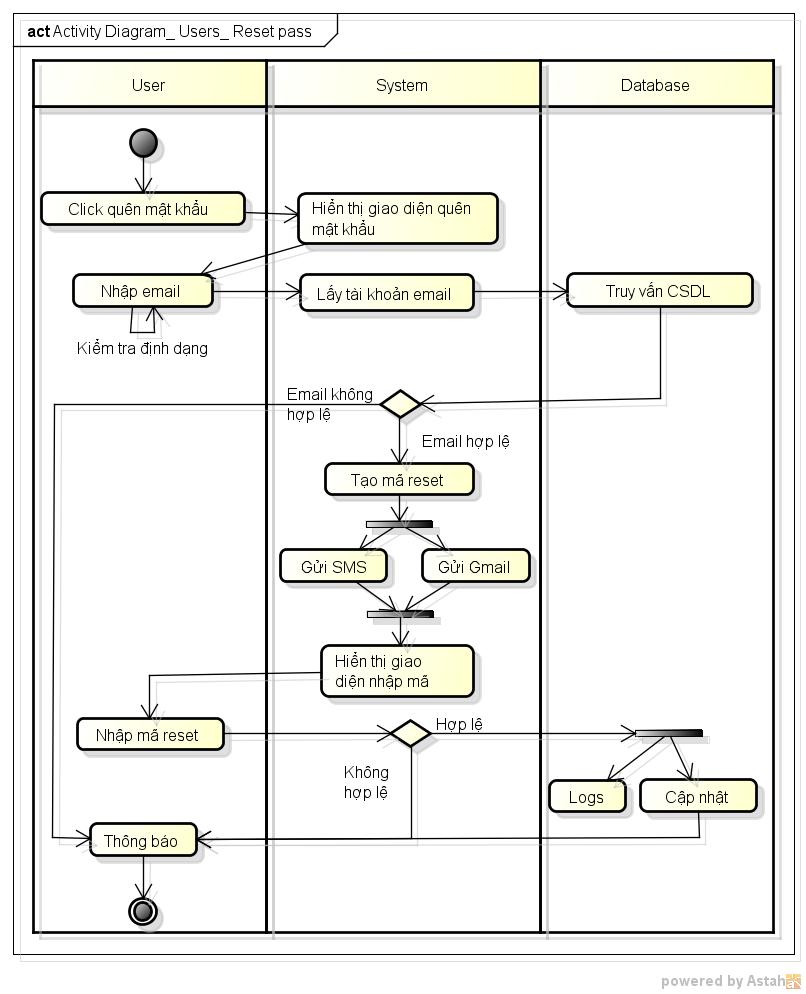 act Activity Diagram_ Users_ Reset pass
User
System
Database
Click quên mật khẩu
Hiển thị giao diện quên
mật khẩu
Nhập email
Lấy tài khoản email
Truy vấn CSDL
Kiểm tra định dạng
Email không
hợp lệ
Email hợp lệ
Tạo mã reset
Gửi SMS
Gửi Gmail
Hiển thị giao
diện nhập mã
Nhập mã reset
Hợp lệ
Không
hợp lệ
Logs
Cập nhật
Thông báo
powered by Astah